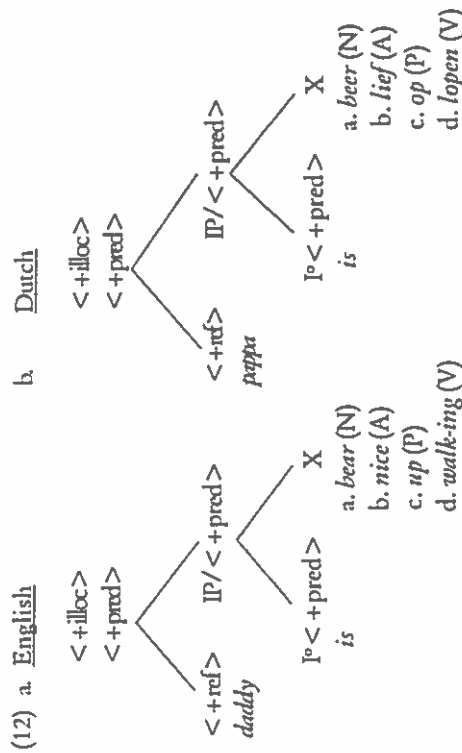 (12) a. English
<+illoc>
<+pred>
<+ref>
daddy
IP/<+pred>
I°<+pred>
is
X
a. bear (N)
b. nice (A)
c. up (P)
d. walk-ing (V)
b. Dutch
<+illoc>
<+pred>
<+ref>
pappa
IP/<+pred>
I°<+pred>
is
X
a. beer (N)
b. lief (A)
c. op (P)
d. lopen (V)